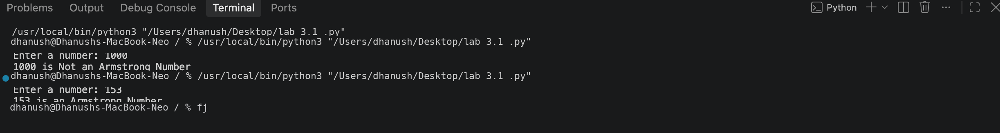 Problems Output Debug Console Terminal Ports Python
/usr/local/bin/python3 "/Users/dhanush/Desktop/lab 3.1 .py"
dhanush@Dhanushs-MacBook-Neo / % /usr/local/bin/python3 "/Users/dhanush/Desktop/lab 3.1 .py"
Enter a number: 1000
1000 is Not an Armstrong Number
dhanush@Dhanushs-MacBook-Neo / % /usr/local/bin/python3 "/Users/dhanush/Desktop/lab 3.1 .py"
Enter a number: 153
153 is an Armstrong Number
dhanush@Dhanushs-MacBook-Neo / % fj